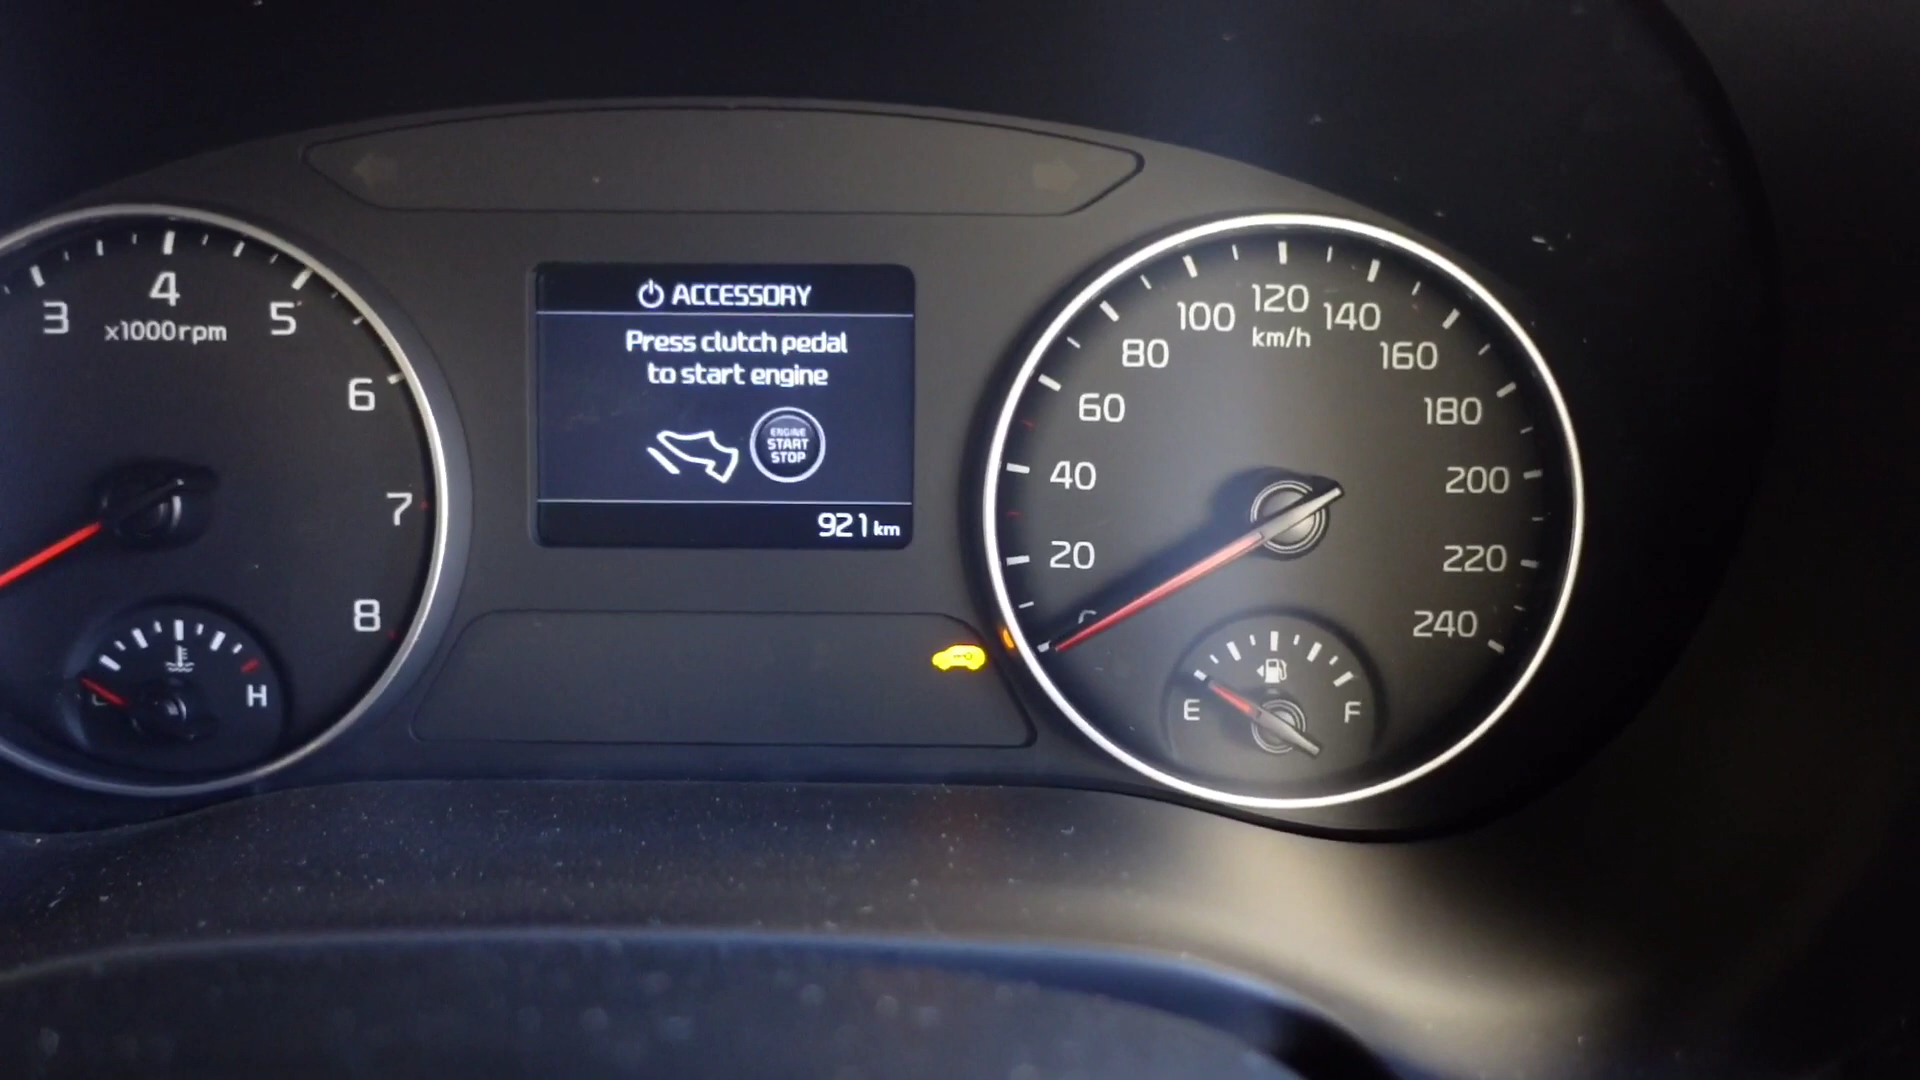 ACCESSORY
Press clutch pedal
to start engine
ENGINE
START
STOP
921 km
3
4
5
6
7
8
x1000rpm
H
20
40
60
80
100
120
140
160
180
200
220
240
km/h
E
F